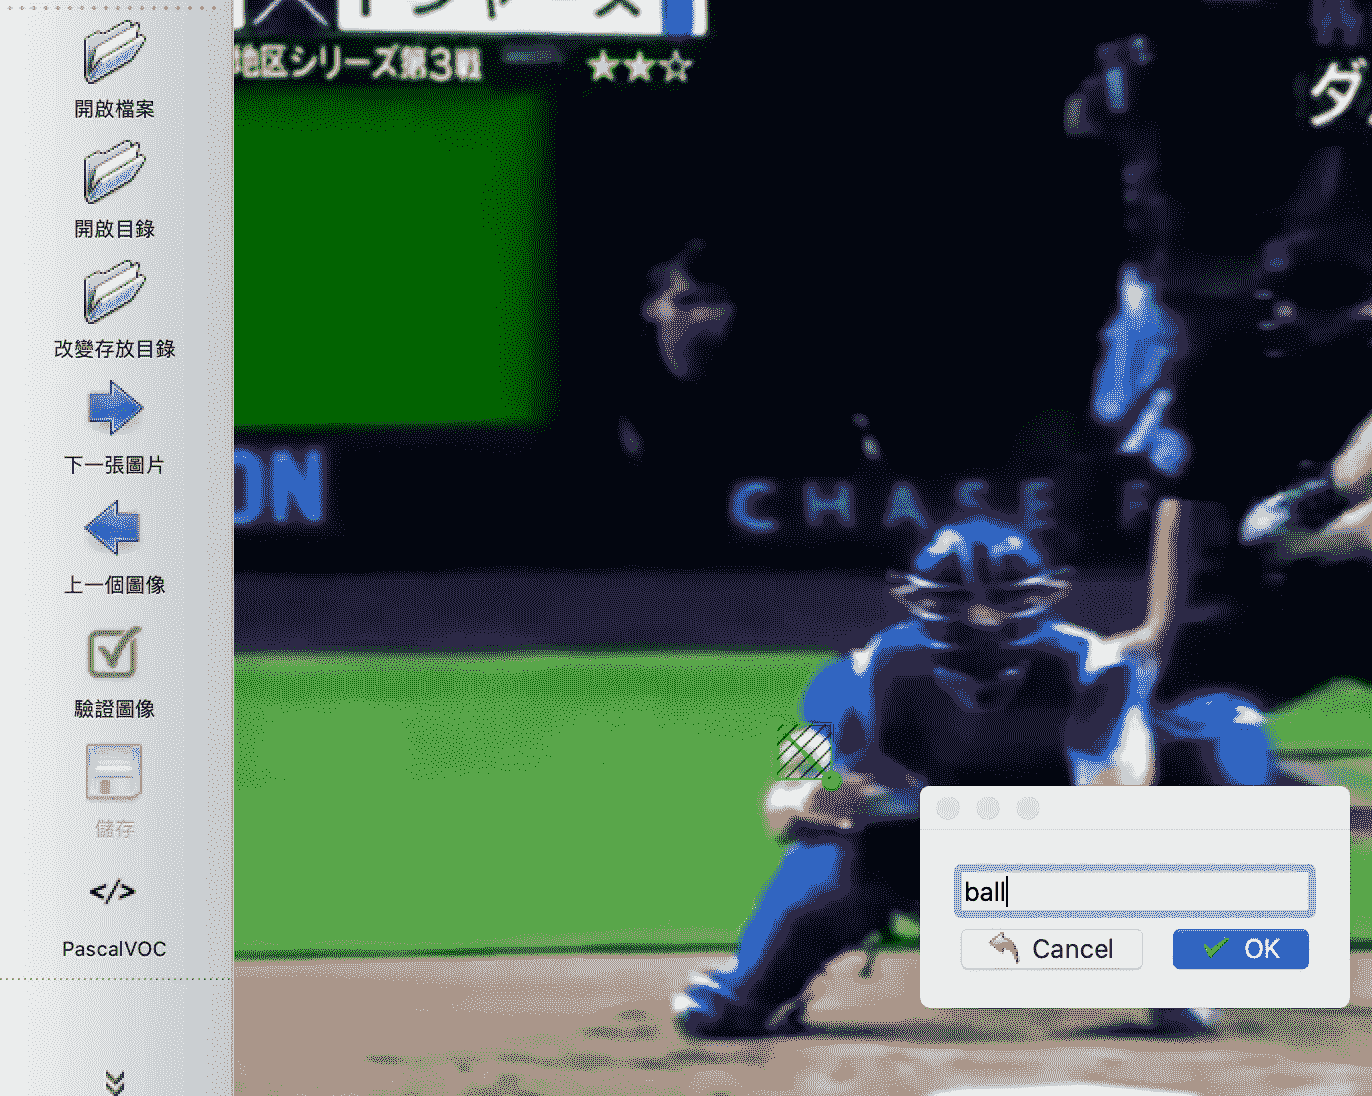 開啟檔案
開啟目錄
改變存放目錄
下一張圖片
上一個圖像
驗證圖像
儲存
</>
PascalVOC
地区シリーズ第3戦
★★☆
ダ
ON
CHASE F
ball
Cancel
OK